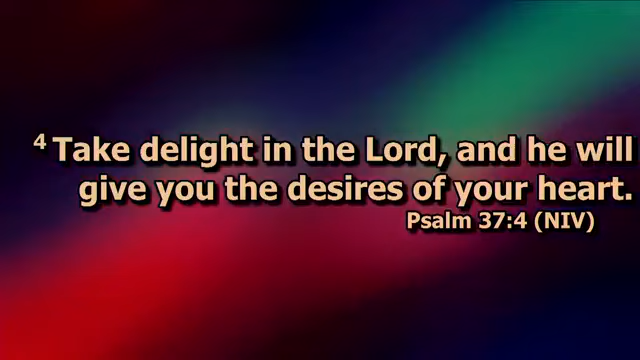 4 Take delight in the Lord, and he will
give you the desires of your heart.
Psalm 37:4 (NIV)